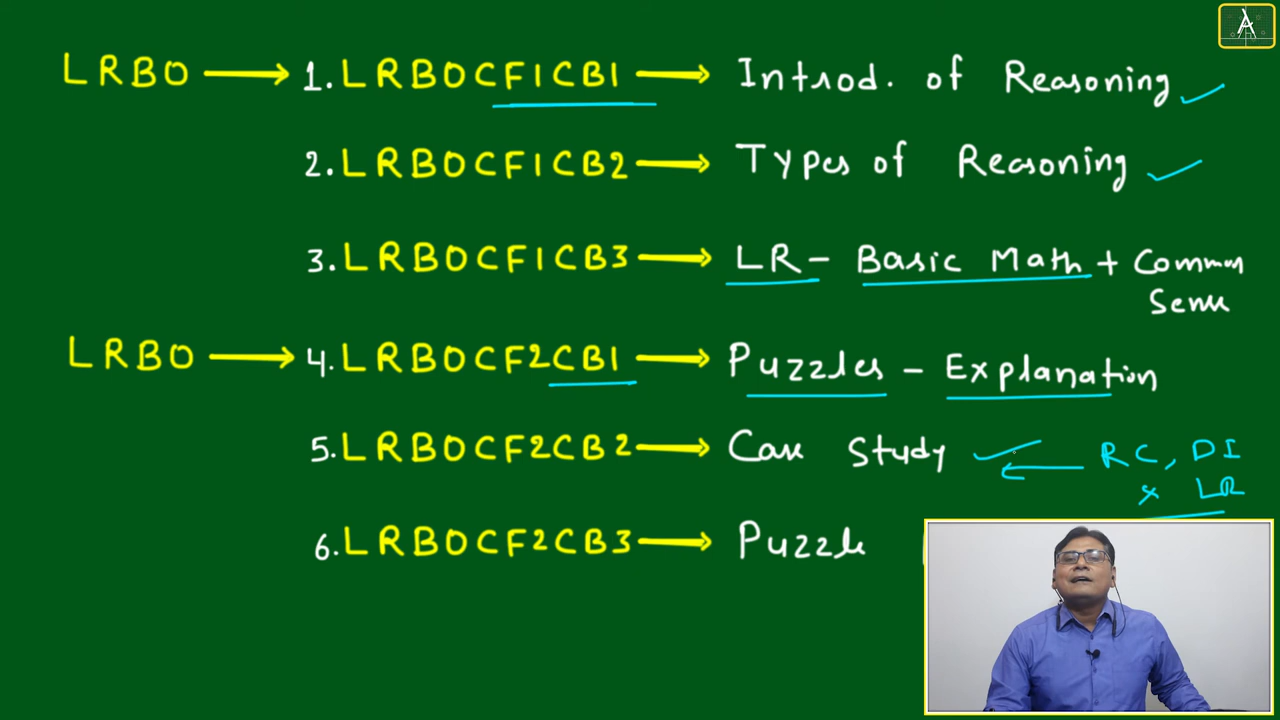 LRBO → 1. LRBOCF1CB1 → Introd. of Reasoning
2. LRBOCF1CB2 → Types of Reasoning
3. LRBOCF1CB3 → LR - Basic Math + Common
Sense
LRBO → 4. LRBOCF2CB1 → Puzzles - Explanation
5. LRBOCF2CB2 → Case Study ← RC, DI
& LR
6. LRBOCF2CB3 → Puzzle